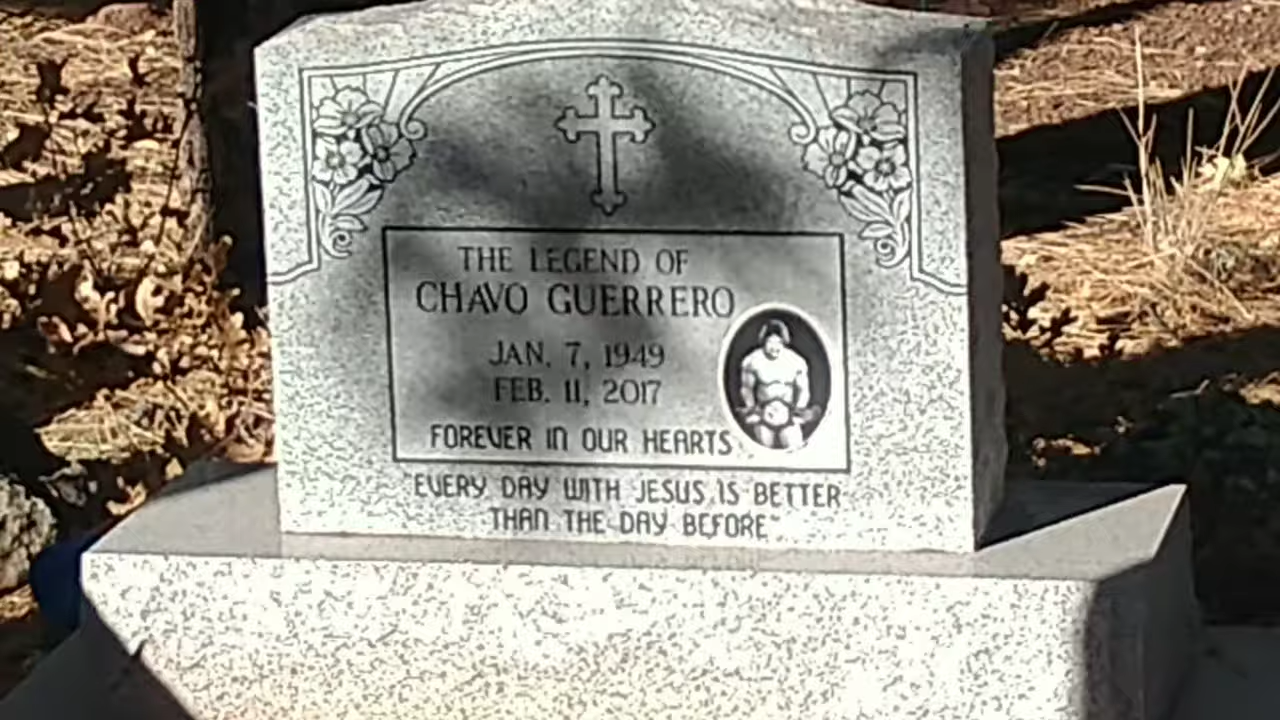 THE LEGEND OF
CHAVO GUERRERO
JAN. 7, 1949
FEB. 11, 2017
FOREVER IN OUR HEARTS
"EVERY DAY WITH JESUS IS BETTER
THAN THE DAY BEFORE"